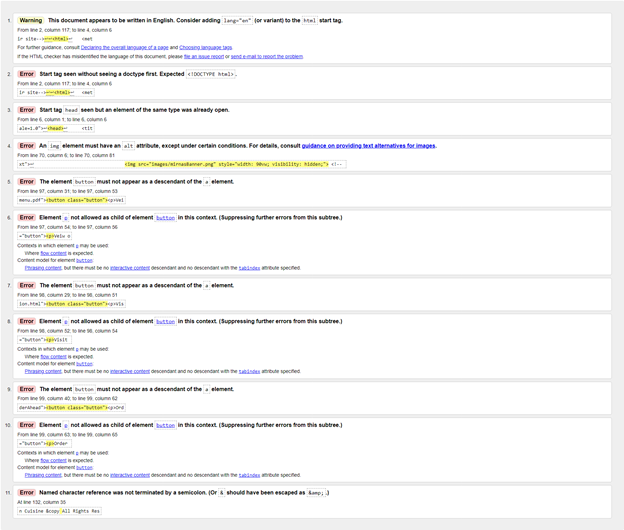 1. Warning This document appears to be written in English. Consider adding lang="en" (or variant) to the html start tag.
From line 2, column 117; to line 4, column 6
ir site-->↩↩<html>↩ <met
For further guidance, consult Declaring the overall language of a page and Choosing language tags.
If the HTML checker has misidentified the language of this document, please file an issue report or send e-mail to report the problem.
2. Error Start tag seen without seeing a doctype first. Expected <!DOCTYPE html>.
From line 2, column 117; to line 4, column 6
ir site-->↩↩<html>↩ <met
3. Error Start tag head seen but an element of the same type was already open.
From line 6, column 1; to line 6, column 6
ale=1.0">↩<head>↩ <tit
4. Error An img element must have an alt attribute, except under certain conditions. For details, consult guidance on providing text alternatives for images.
From line 70, column 6; to line 70, column 61
xt">↩ <img src="Images/mirnasBanner.png" style="width: 90vw; visibility: hidden;"> <!--
5. Error The element button must not appear as a descendant of the a element.
From line 97, column 31; to line 97, column 53
menu.pdf"><button class="button"><p>Vei
6. Error Element p not allowed as child of element button in this context. (Suppressing further errors from this subtree.)
From line 97, column 54; to line 97, column 56
="button"><p>Veiw o
Contexts in which element p may be used:
Where flow content is expected.
Content model for element button:
Phrasing content, but there must be no interactive content descendant and no descendant with the tabindex attribute specified.
7. Error The element button must not appear as a descendant of the a element.
From line 98, column 29; to line 98, column 51
ion.html"><button class="button"><p>Vis
8. Error Element p not allowed as child of element button in this context. (Suppressing further errors from this subtree.)
From line 98, column 52; to line 98, column 54
="button"><p>Visit
Contexts in which element p may be used:
Where flow content is expected.
Content model for element button:
Phrasing content, but there must be no interactive content descendant and no descendant with the tabindex attribute specified.
9. Error The element button must not appear as a descendant of the a element.
From line 99, column 40; to line 99, column 62
derAhead"><button class="button"><p>Ord
10. Error Element p not allowed as child of element button in this context. (Suppressing further errors from this subtree.)
From line 99, column 63; to line 99, column 65
="button"><p>Order
Contexts in which element p may be used:
Where flow content is expected.
Content model for element button:
Phrasing content, but there must be no interactive content descendant and no descendant with the tabindex attribute specified.
11. Error Named character reference was not terminated by a semicolon. (Or & should have been escaped as &amp;.)
At line 132, column 35
n Cuisine &copy All Rights Res